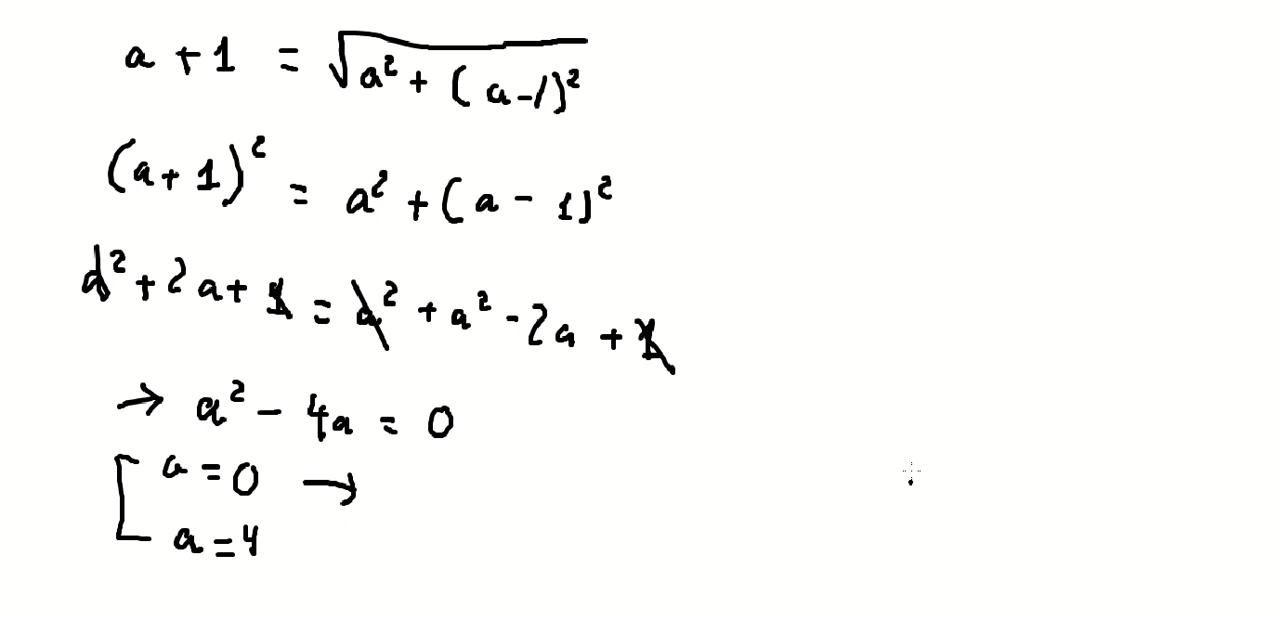 a + 1 = √(a² + (a - 1)²)
(a + 1)² = a² + (a - 1)²
a² + 2a + 1 = a² + a² - 2a + 1
→ a² - 4a = 0
[ a = 0 →
a = 4